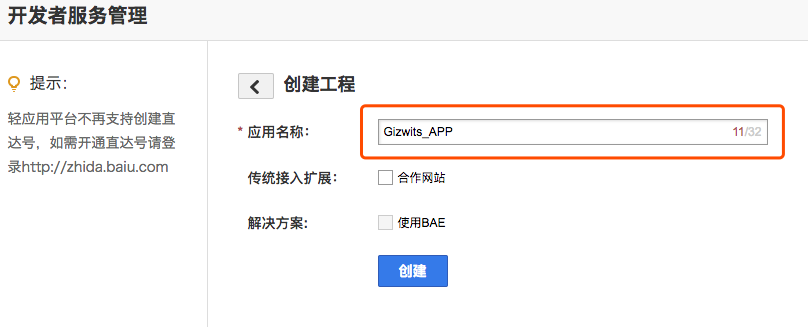 开发者服务管理
提示:
轻应用平台不再支持创建直
达号，如需开通直达号请登
录http://zhida.baiu.com
创建工程
* 应用名称: Gizwits_APP 11/32
传统接入扩展: 合作网站
解决方案: 使用BAE
创建